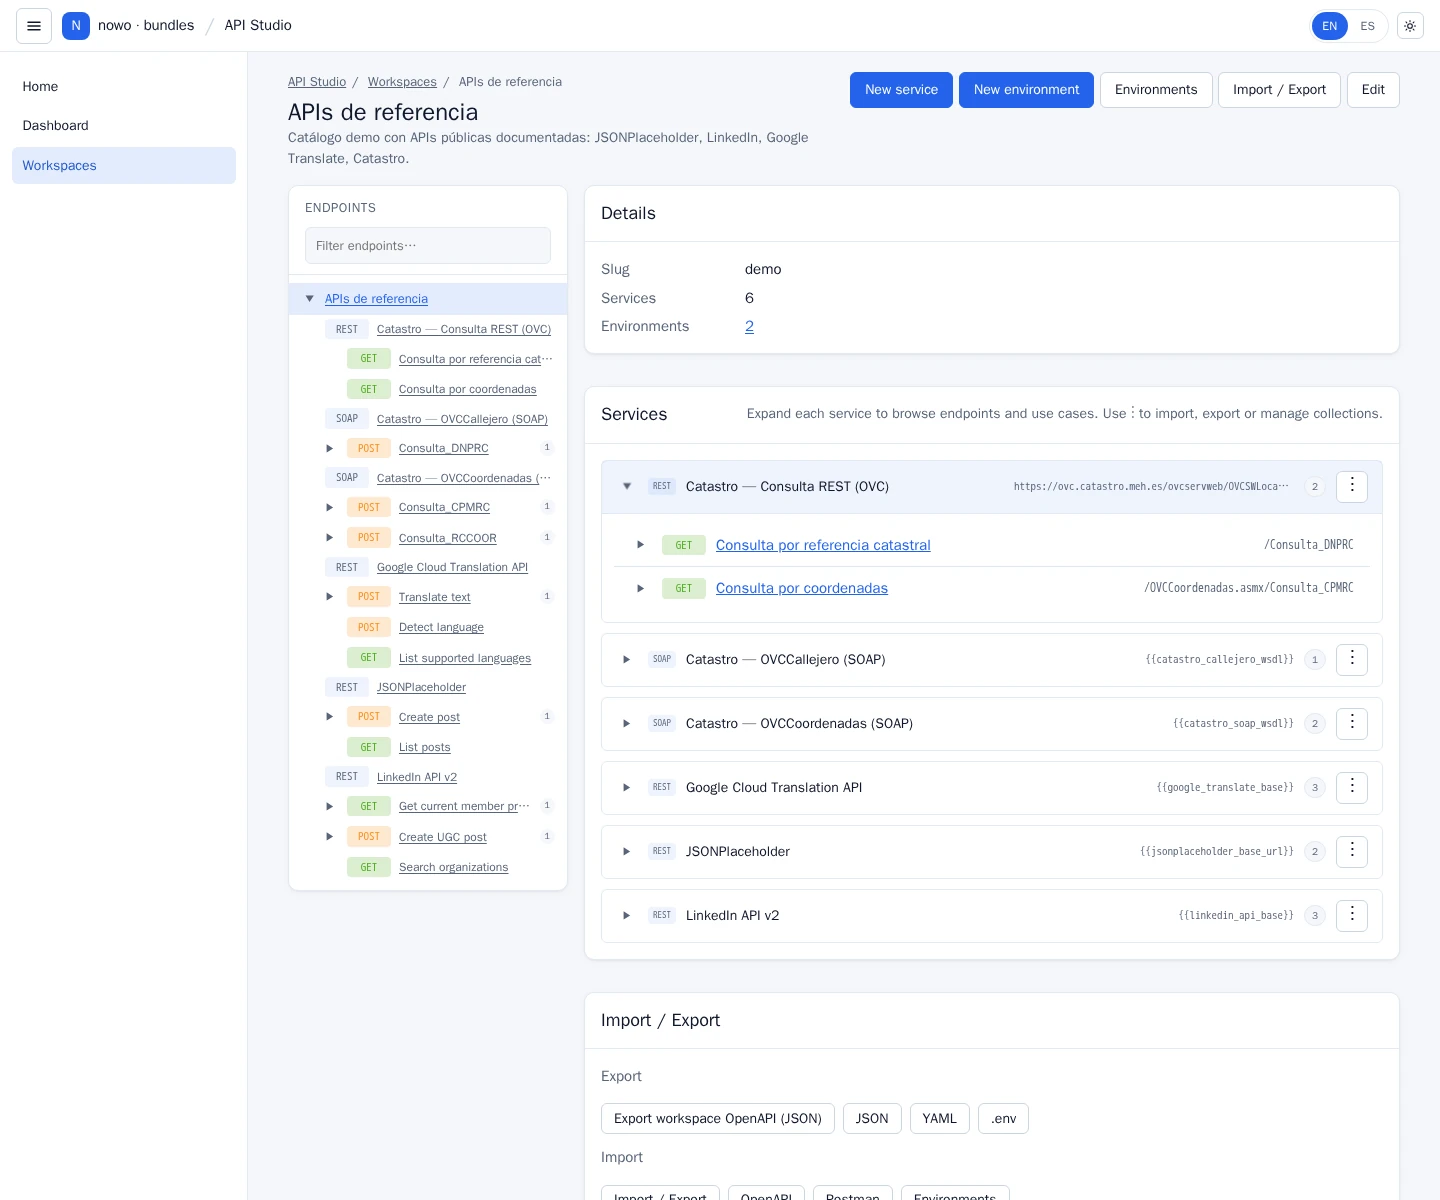 N nowo · bundles / API Studio
EN ES
Home
Dashboard
Workspaces
API Studio / Workspaces / APIs de referencia
APIs de referencia
Catálogo demo con APIs públicas documentadas: JSONPlaceholder, LinkedIn, Google
Translate, Catastro.
New service New environment Environments Import / Export Edit
ENDPOINTS
Filter endpoints···
APIs de referencia
REST Catastro — Consulta REST (OVC)
GET Consulta por referencia cat···
GET Consulta por coordenadas
SOAP Catastro — OVCCallejero (SOAP)
POST Consulta_DNPRC 1
SOAP Catastro — OVCCoordenadas (···
POST Consulta_CPMRC 1
POST Consulta_RCCOOR 1
REST Google Cloud Translation API
POST Translate text 1
POST Detect language
GET List supported languages
REST JSONPlaceholder
POST Create post 1
GET List posts
REST LinkedIn API v2
GET Get current member pr··· 1
POST Create UGC post 1
GET Search organizations
Details
Slug demo
Services 6
Environments 2
Services
Expand each service to browse endpoints and use cases. Use ⋮ to import, export or manage collections.
REST Catastro — Consulta REST (OVC) https://ovc.catastro.meh.es/ovcservweb/OVCSWLoca··· 2 ⋮
GET Consulta por referencia catastral /Consulta_DNPRC
GET Consulta por coordenadas /OVCCoordenadas.asmx/Consulta_CPMRC
SOAP Catastro — OVCCallejero (SOAP) {{catastro_callejero_wsdl}} 1 ⋮
SOAP Catastro — OVCCoordenadas (SOAP) {{catastro_soap_wsdl}} 2 ⋮
REST Google Cloud Translation API {{google_translate_base}} 3 ⋮
REST JSONPlaceholder {{jsonplaceholder_base_url}} 2 ⋮
REST LinkedIn API v2 {{linkedin_api_base}} 3 ⋮
Import / Export
Export
Export workspace OpenAPI (JSON) JSON YAML .env
Import
Import / Export OpenAPI Postman Environments